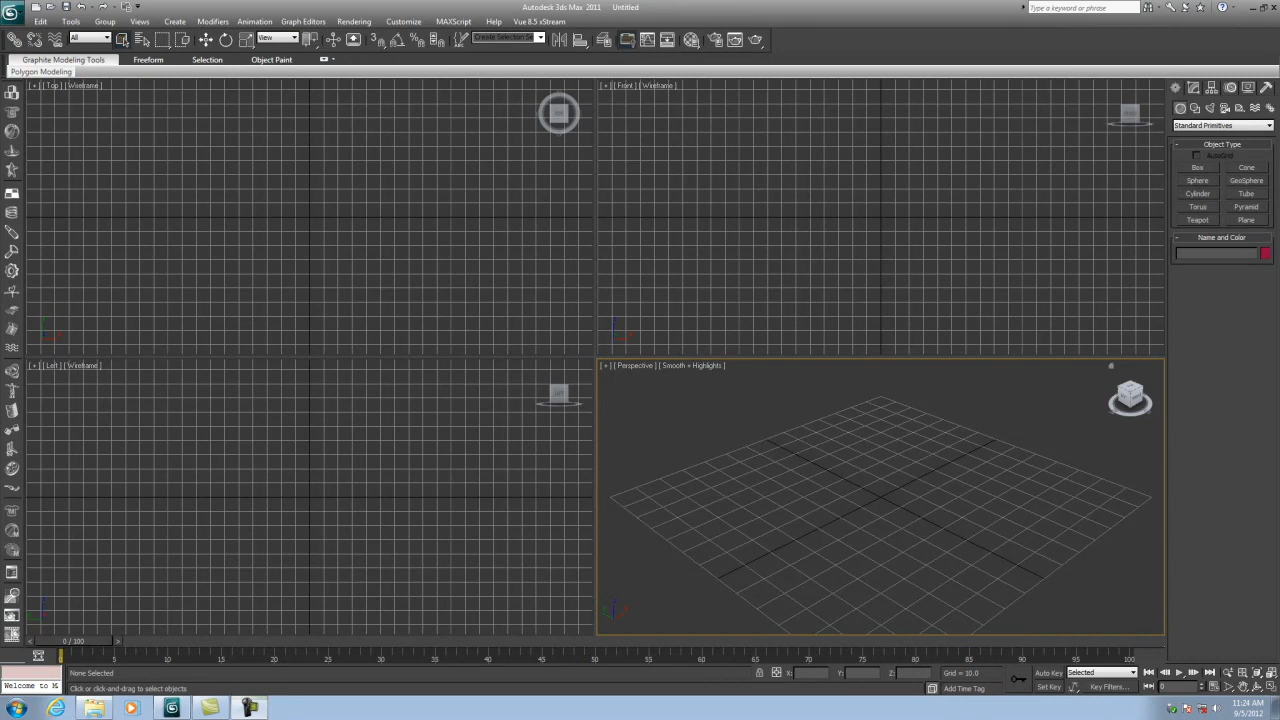 Autodesk 3ds Max 2011 Untitled
Type a keyword or phrase
Edit Tools Group Views Create Modifiers Animation Graph Editors Rendering Customize MAXScript Help Vue 8.5 xStream
All View Create Selection Se
Graphite Modeling Tools Freeform Selection Object Paint
Polygon Modeling
[ + ] [ Top ] [ Wireframe ]
[ + ] [ Front ] [ Wireframe ]
Standard Primitives
- Object Type
AutoGrid
Box Cone
Sphere GeoSphere
Cylinder Tube
Torus Pyramid
Teapot Plane
- Name and Color
[ + ] [ Left ] [ Wireframe ]
[ + ] [ Perspective ] [ Smooth + Highlights ]
< 0 / 100 >
0 5 10 15 20 25 30 35 40 45 50 55 60 65 70 75 80 85 90 95 100
None Selected X: Y: Z: Grid = 10.0 Auto Key Selected
Welcome to M Click or click-and-drag to select objects Add Time Tag Set Key Key Filters... 0
11:24 AM
9/5/2012